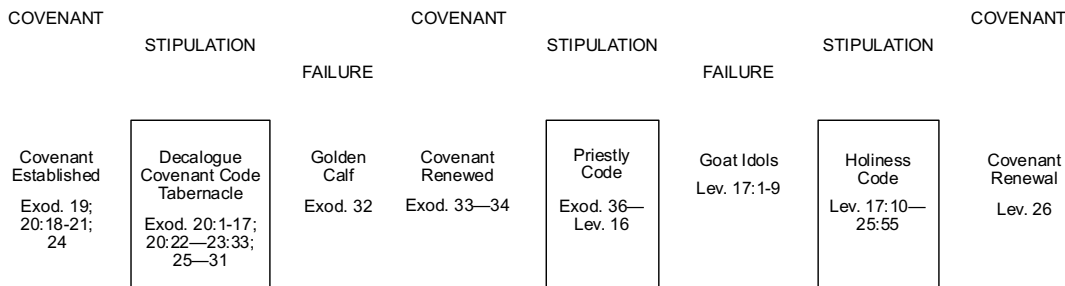 COVENANT COVENANT COVENANT
STIPULATION STIPULATION STIPULATION
FAILURE FAILURE
Covenant
Established
Exod. 19;
20:18-21;
24
Decalogue
Covenant Code
Tabernacle
Exod. 20:1-17;
20:22—23:33;
25—31
Golden
Calf
Exod. 32
Covenant
Renewed
Exod. 33—34
Priestly
Code
Exod. 36—
Lev. 16
Goat Idols
Lev. 17:1-9
Holiness
Code
Lev. 17:10—
25:55
Covenant
Renewal
Lev. 26